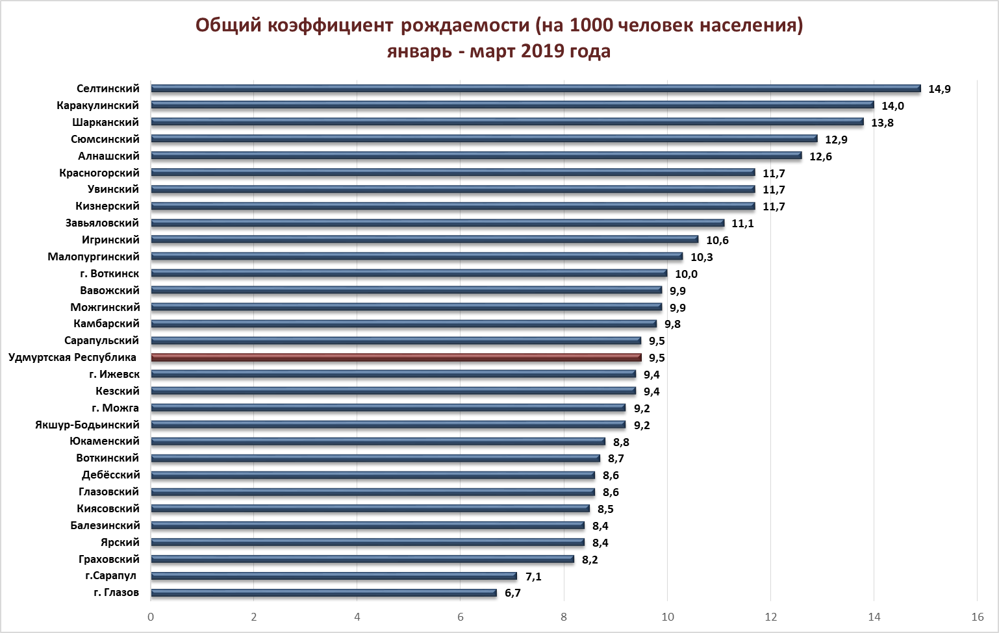 Общий коэффициент рождаемости (на 1000 человек населения)
январь - март 2019 года
Селтинский 14,9
Каракулинский 14,0
Шарканский 13,8
Сюмсинский 12,9
Алнашский 12,6
Красногорский 11,7
Увинский 11,7
Кизнерский 11,7
Завьяловский 11,1
Игринский 10,6
Малопургинский 10,3
г. Воткинск 10,0
Вавожский 9,9
Можгинский 9,9
Камбарский 9,8
Сарапульский 9,5
Удмуртская Республика 9,5
г. Ижевск 9,4
Кезский 9,4
г. Можга 9,2
Якшур-Бодьинский 9,2
Юкаменский 8,8
Воткинский 8,7
Дебёсский 8,6
Глазовский 8,6
Киясовский 8,5
Балезинский 8,4
Ярский 8,4
Граховский 8,2
г.Сарапул 7,1
г. Глазов 6,7
0 2 4 6 8 10 12 14 16